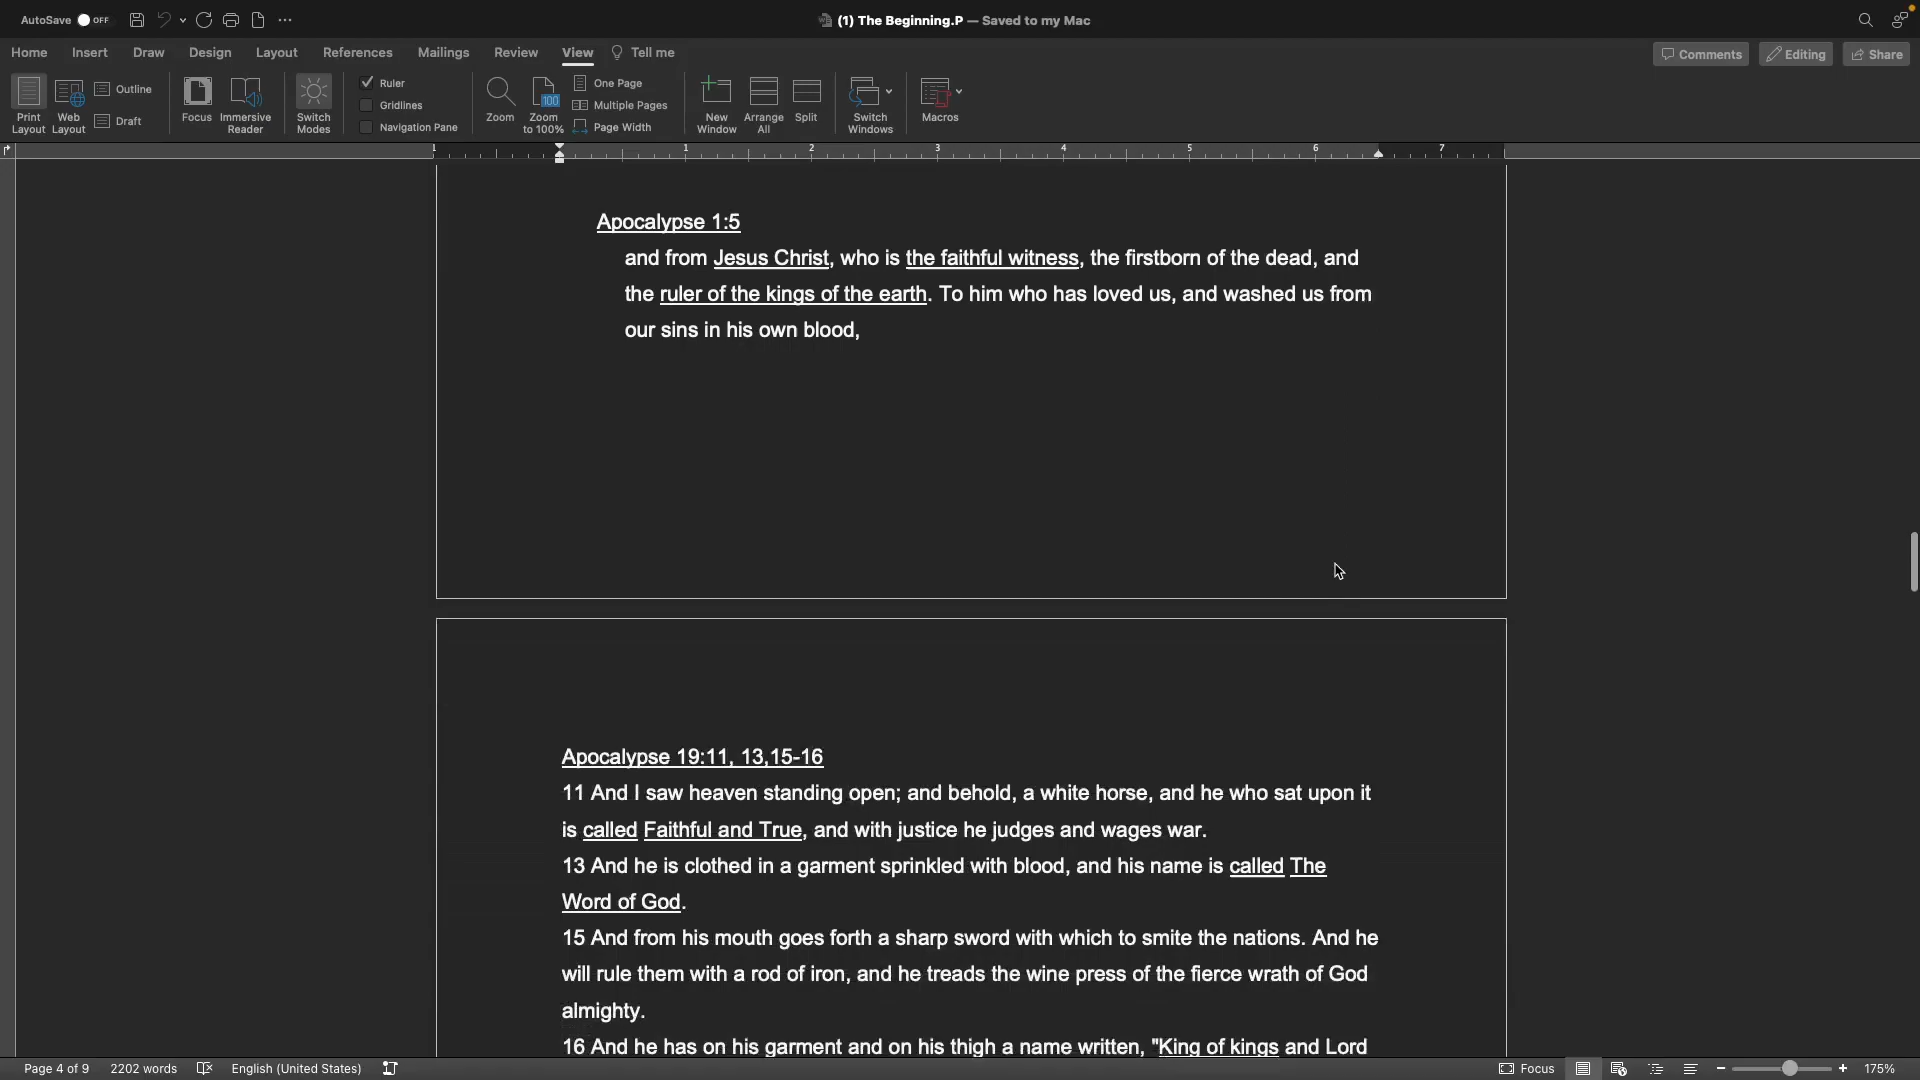 AutoSave OFF
(1) The Beginning.P — Saved to my Mac
Home Insert Draw Design Layout References Mailings Review View Tell me
Comments Editing Share
Print Layout
Web Layout
Outline
Draft
Focus
Immersive Reader
Switch Modes
Ruler
Gridlines
Navigation Pane
Zoom
100
Zoom to 100%
One Page
Multiple Pages
Page Width
New Window
Arrange All
Split
Switch Windows
Macros
1 1 2 3 4 5 6 7
Apocalypse 1:5
and from Jesus Christ, who is the faithful witness, the firstborn of the dead, and
the ruler of the kings of the earth. To him who has loved us, and washed us from
our sins in his own blood,
Apocalypse 19:11, 13,15-16
11 And I saw heaven standing open; and behold, a white horse, and he who sat upon it
is called Faithful and True, and with justice he judges and wages war.
13 And he is clothed in a garment sprinkled with blood, and his name is called The
Word of God.
15 And from his mouth goes forth a sharp sword with which to smite the nations. And he
will rule them with a rod of iron, and he treads the wine press of the fierce wrath of God
almighty.
16 And he has on his garment and on his thigh a name written, "King of kings and Lord
Page 4 of 9 2202 words English (United States) Focus 175%